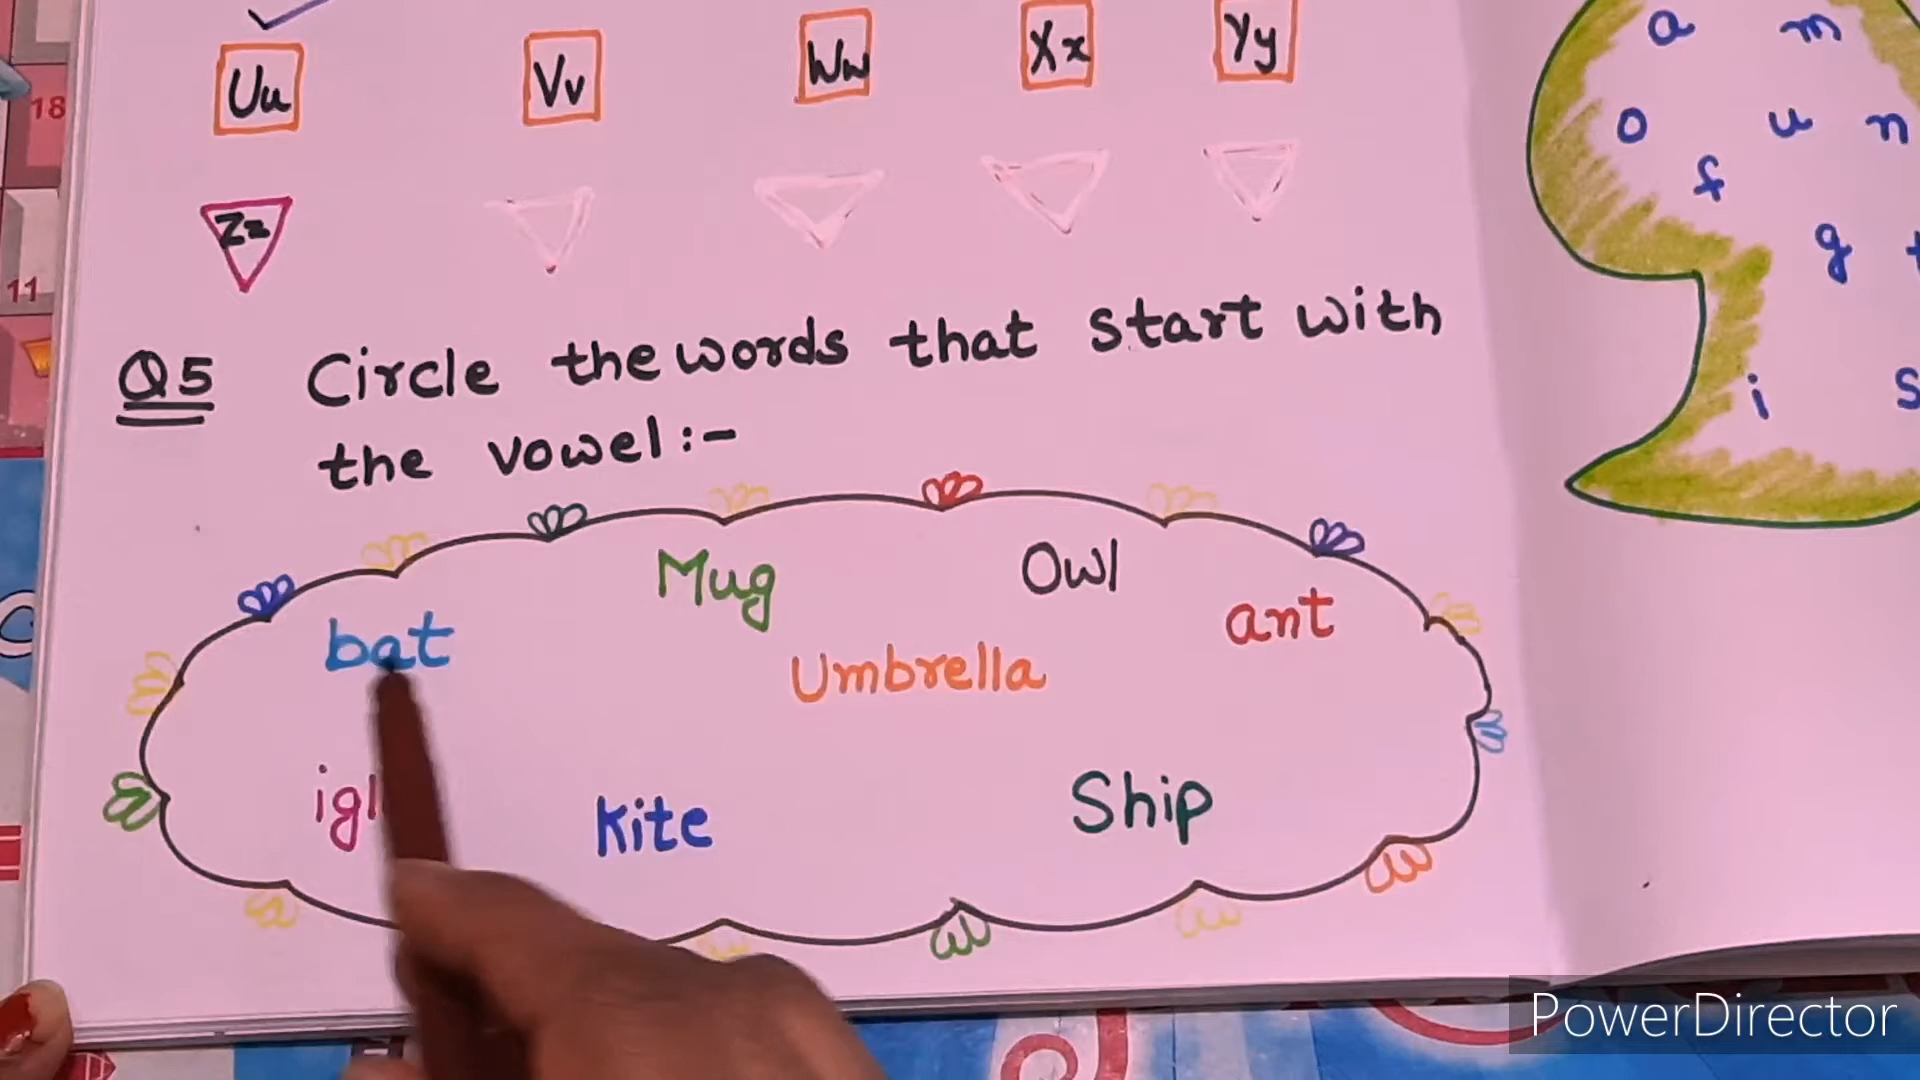 Uu Vv Ww Xx Yy
Zz
Q5 Circle the words that start with
the vowel:-
Mug Owl
bat ant
Umbrella
Kite Ship
a m
o u n
f
g
i s
18
11
PowerDirector